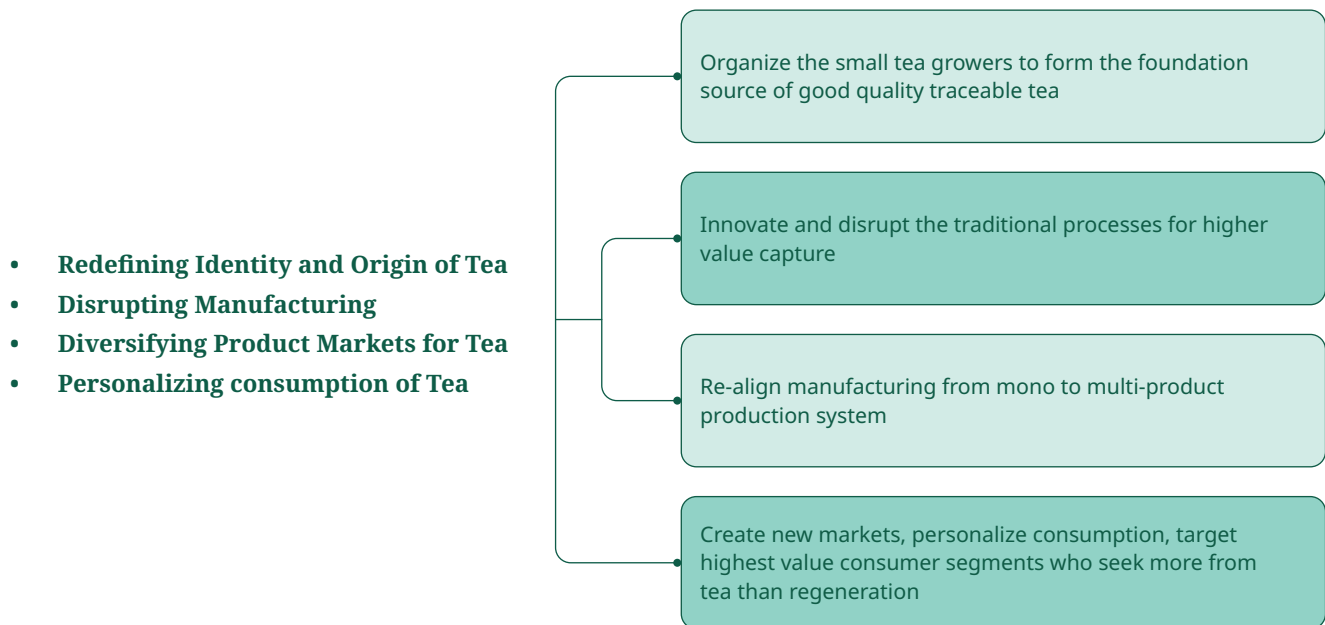 • Redefining Identity and Origin of Tea
• Disrupting Manufacturing
• Diversifying Product Markets for Tea
• Personalizing consumption of Tea
Organize the small tea growers to form the foundation
source of good quality traceable tea
Innovate and disrupt the traditional processes for higher
value capture
Re-align manufacturing from mono to multi-product
production system
Create new markets, personalize consumption, target
highest value consumer segments who seek more from
tea than regeneration